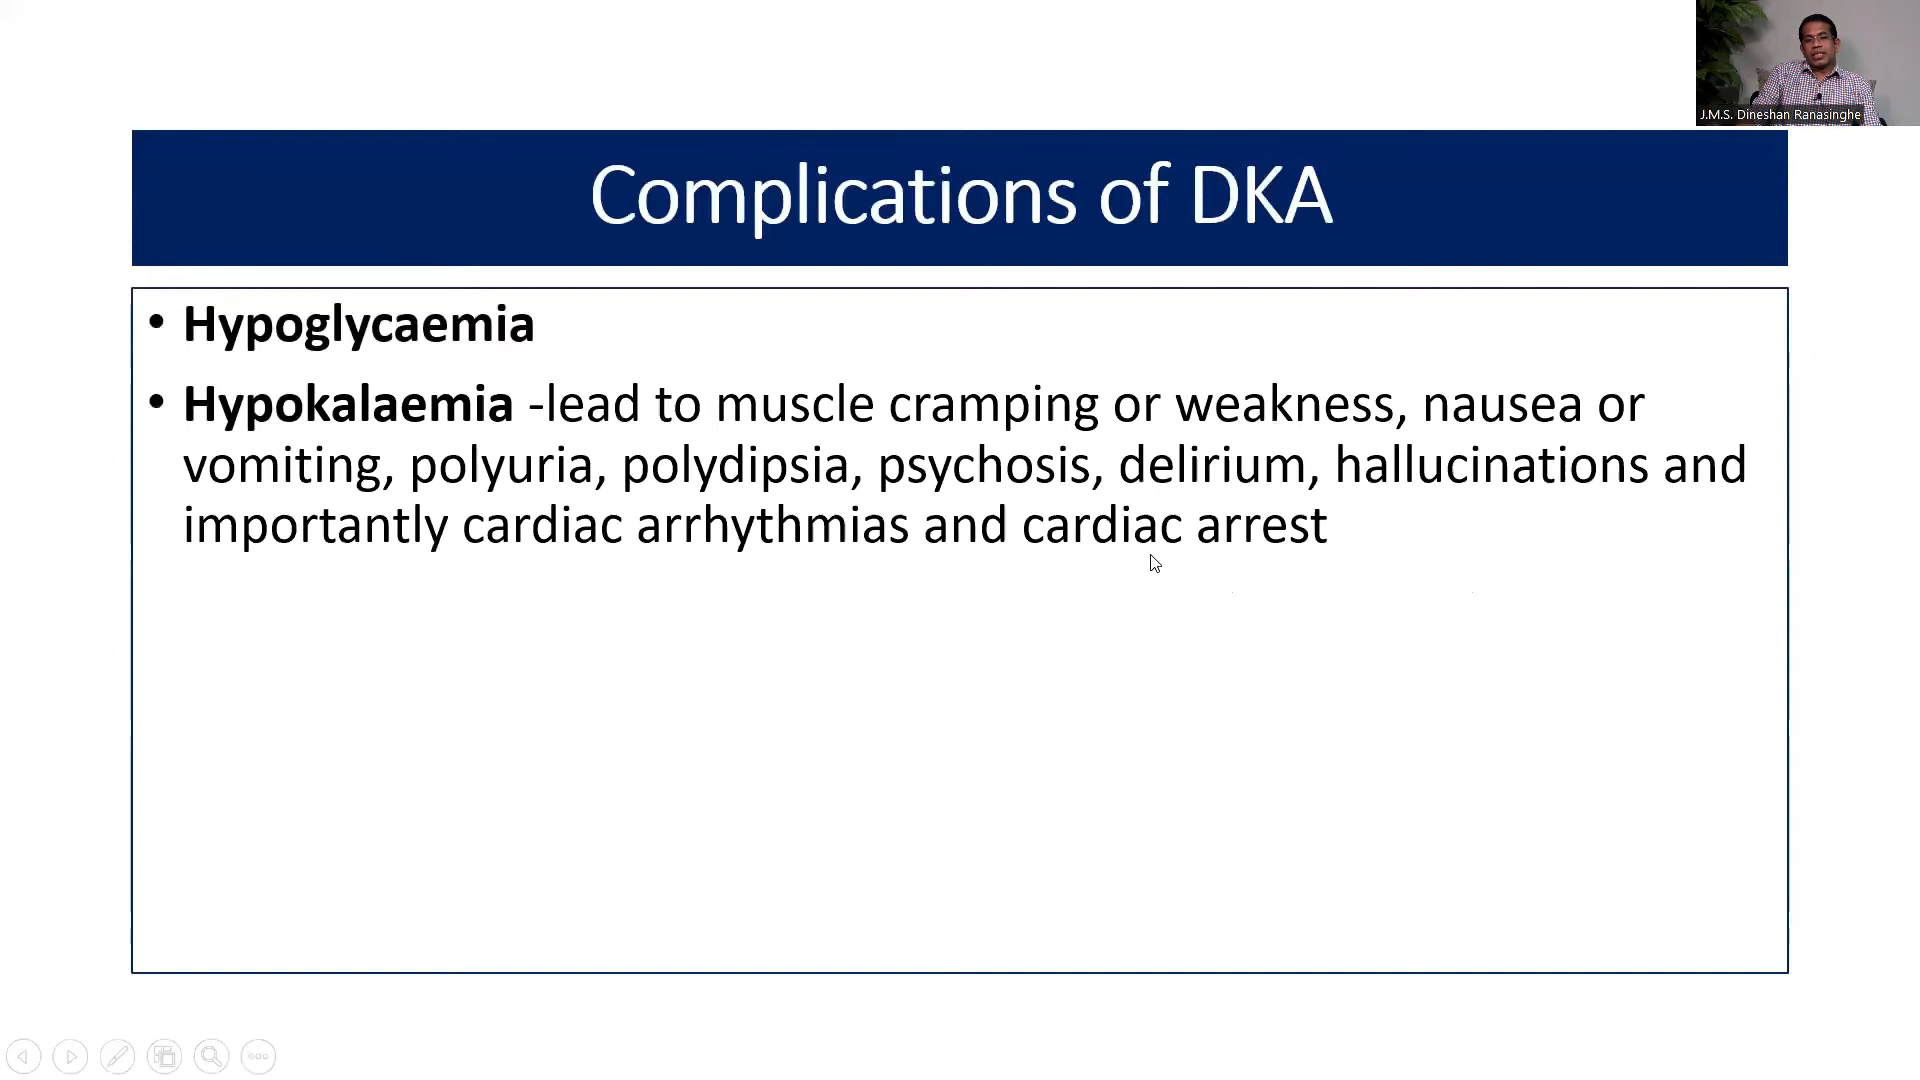 J.M.S. Dineshan Ranasinghe
Complications of DKA
• Hypoglycaemia
• Hypokalaemia -lead to muscle cramping or weakness, nausea or
vomiting, polyuria, polydipsia, psychosis, delirium, hallucinations and
importantly cardiac arrhythmias and cardiac arrest